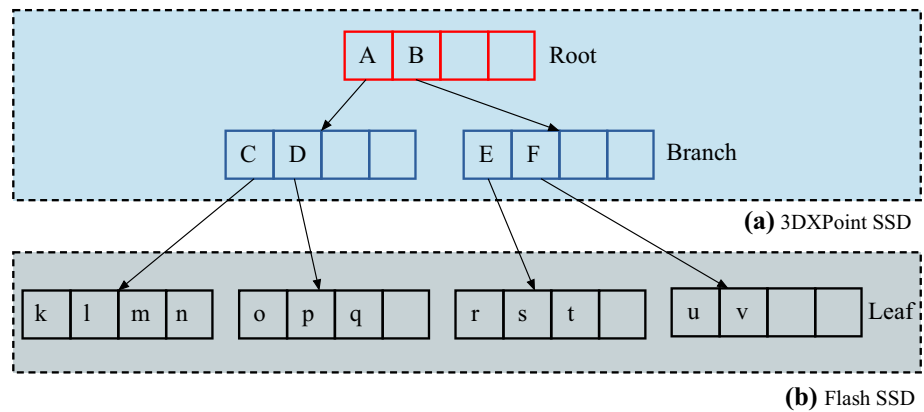 A B Root
C D E F Branch
(a) 3DXPoint SSD
k l m n o p q r s t u v Leaf
(b) Flash SSD